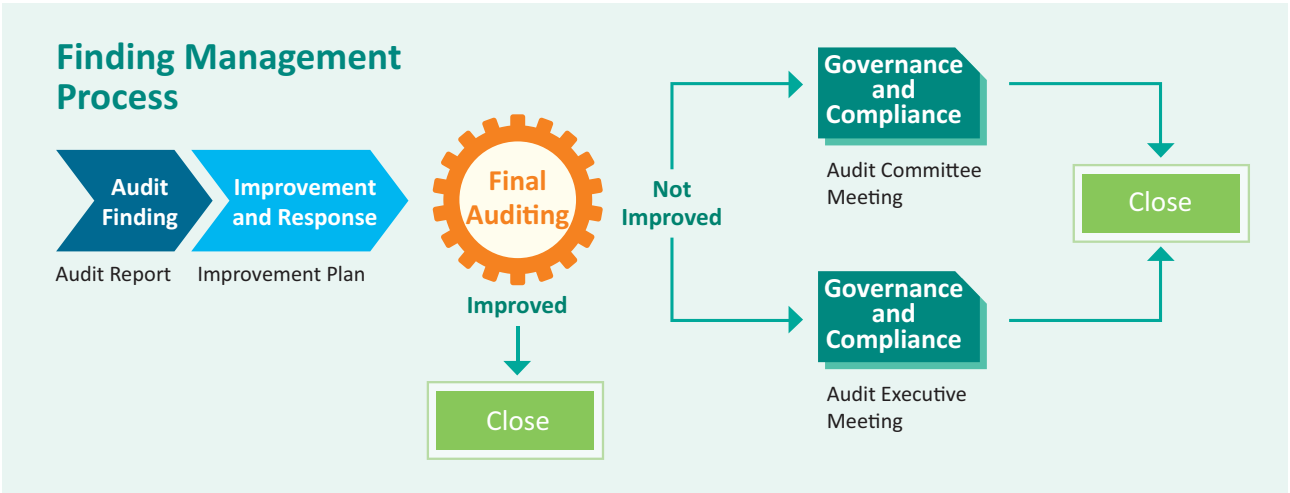 Finding Management
Process
Audit
Finding
Improvement
and Response
Audit Report
Improvement Plan
Final
Auditing
Improved
Close
Not
Improved
Governance
and
Compliance
Audit Committee
Meeting
Governance
and
Compliance
Audit Executive
Meeting
Close